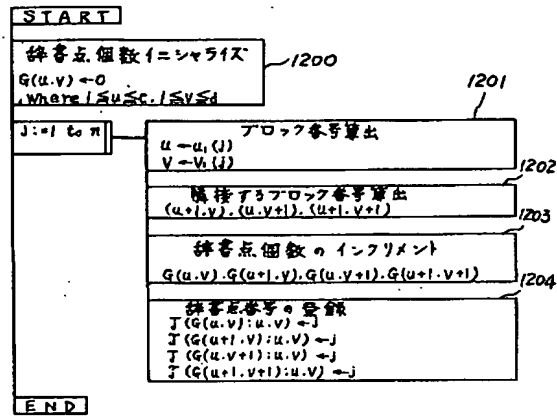 START
辞書点個数イニシャライズ
G(u.v)←0
,where 1≤u≤c. 1≤v≤d
1200
j:=1 to n
ブロック番号算出
u←u₁(j)
v←v₁(j)
1201
隣接するブロック番号算出
(u+1.v).(u.v+1).(u+1.v+1)
1202
辞書点個数のインクリメント
G(u.v).G(u+1.v).G(u.v+1).G(u+1.v+1)
1203
辞書点番号の登録
J(G(u.v):u.v)←j
J(G(u+1.v):u.v)←j
J(G(u.v+1):u.v)←j
J(G(u+1.v+1):u.v)←j
1204
END